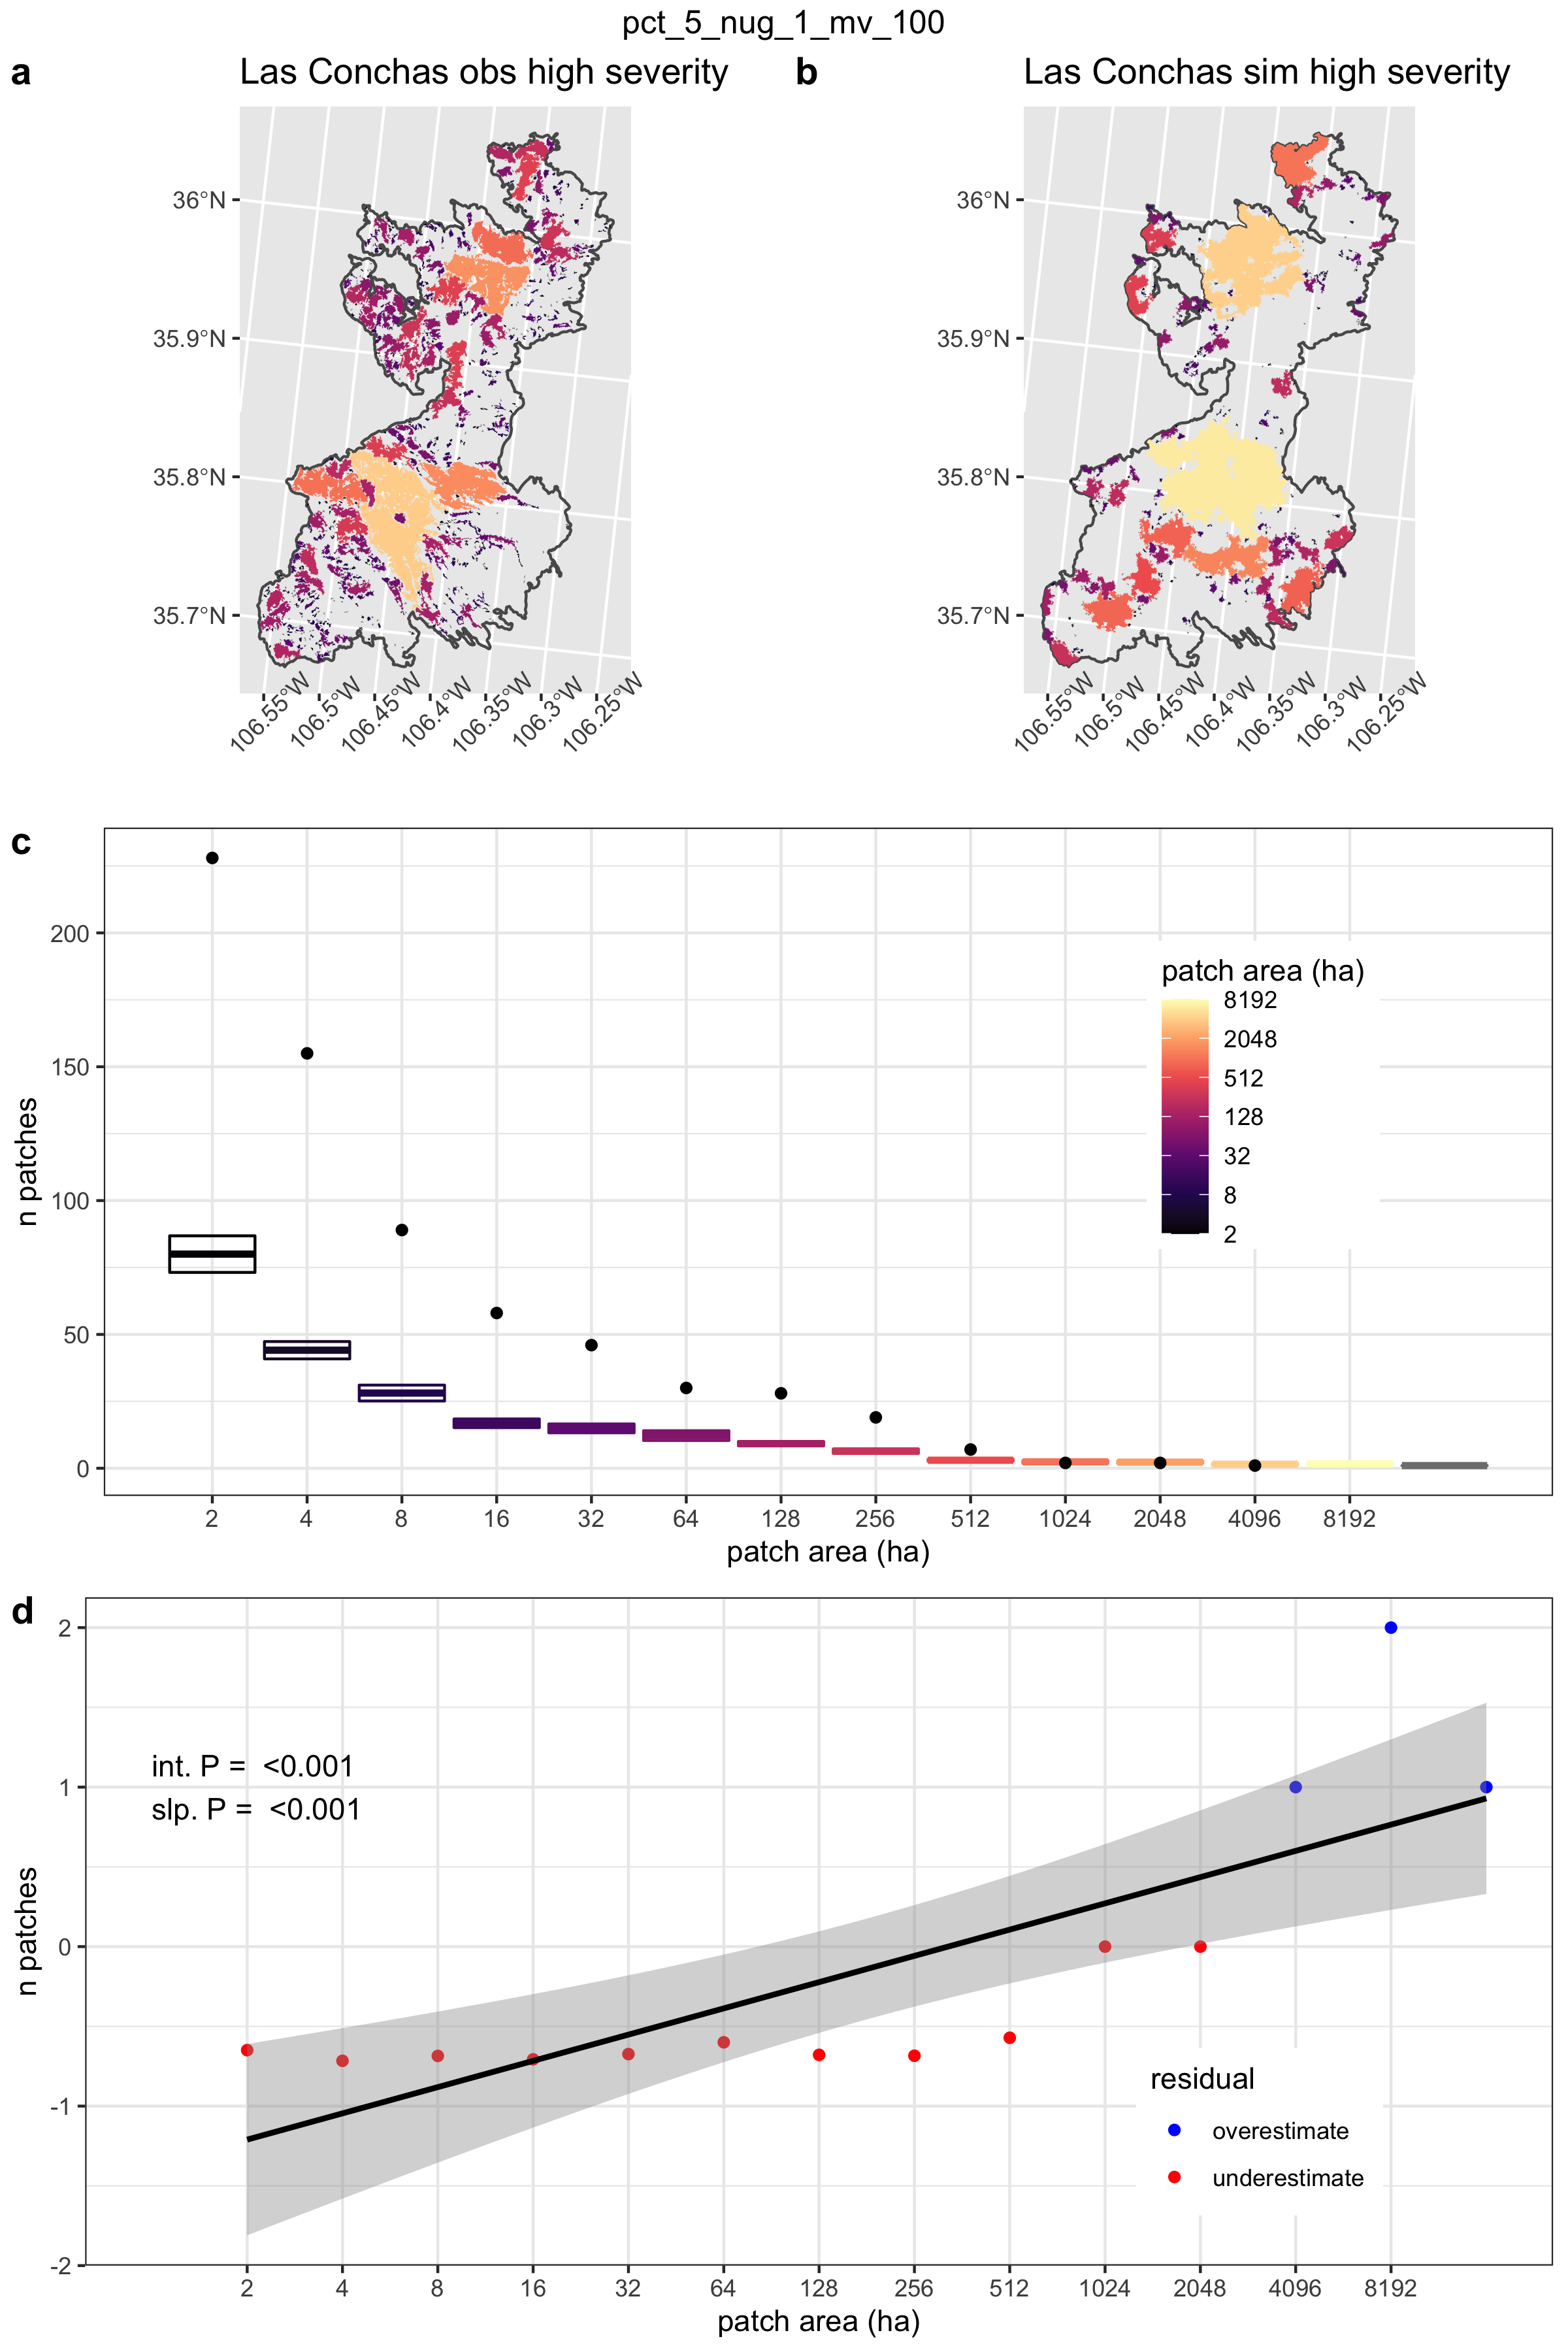 pct_5_nug_1_mv_100
a
Las Conchas obs high severity
36°N
35.9°N
35.8°N
35.7°N
106.55°W
106.5°W
106.45°W
106.4°W
106.35°W
106.3°W
106.25°W
b
Las Conchas sim high severity
36°N
35.9°N
35.8°N
35.7°N
106.55°W
106.5°W
106.45°W
106.4°W
106.35°W
106.3°W
106.25°W
c
n patches
200
150
100
50
0
patch area (ha)
8192
2048
512
128
32
8
2
2 4 8 16 32 64 128 256 512 1024 2048 4096 8192
patch area (ha)
d
n patches
2
1
0
-1
-2
int. P = <0.001
slp. P = <0.001
residual
overestimate
underestimate
2 4 8 16 32 64 128 256 512 1024 2048 4096 8192
patch area (ha)